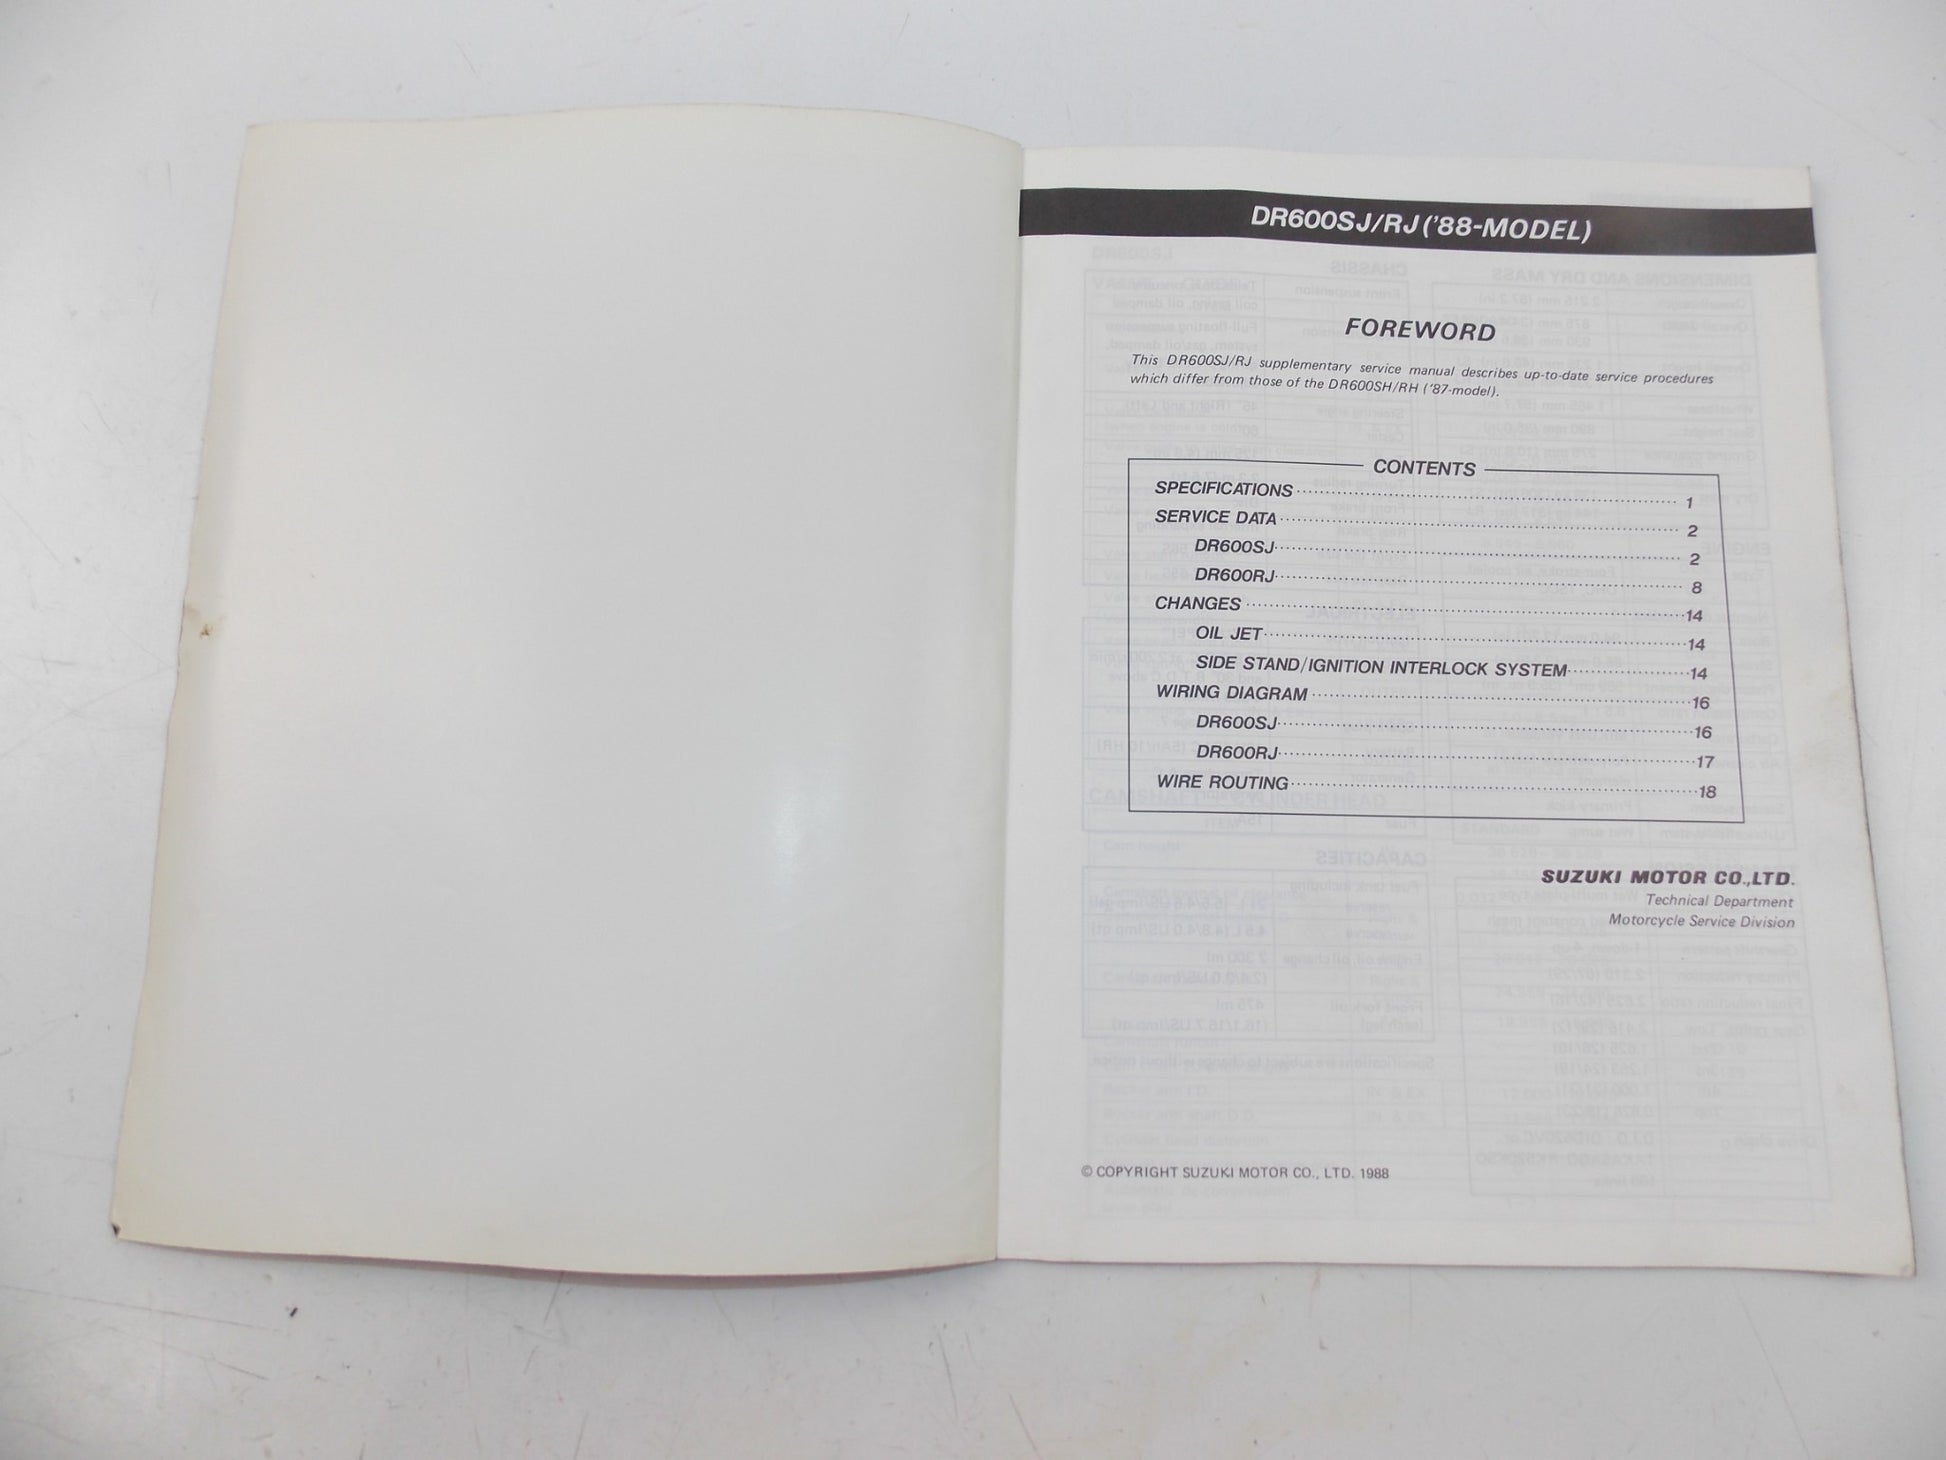 DR600SJ/RJ ('88-MODEL)
FOREWORD
This DR600SJ/RJ supplementary service manual describes up-to-date service procedures
which differ from those of the DR600SH/RH ('87-model).
CONTENTS
SPECIFICATIONS 1
SERVICE DATA 2
DR600SJ 2
DR600RJ 8
CHANGES 14
OIL JET 14
SIDE STAND/IGNITION INTERLOCK SYSTEM 14
WIRING DIAGRAM 16
DR600SJ 16
DR600RJ 17
WIRE ROUTING 18
SUZUKI MOTOR CO.,LTD.
Technical Department
Motorcycle Service Division
© COPYRIGHT SUZUKI MOTOR CO., LTD. 1988